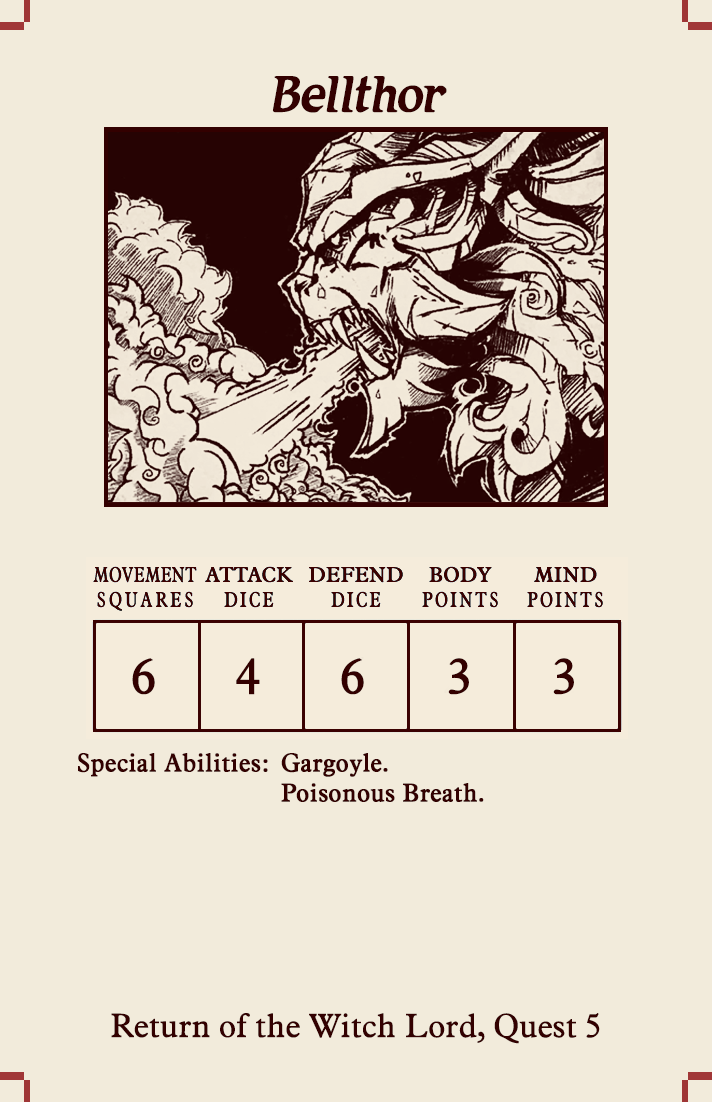 Bellthor
MOVEMENT SQUARES ATTACK DICE DEFEND DICE BODY POINTS MIND POINTS
6 4 6 3 3
Special Abilities: Gargoyle.
Poisonous Breath.
Return of the Witch Lord, Quest 5